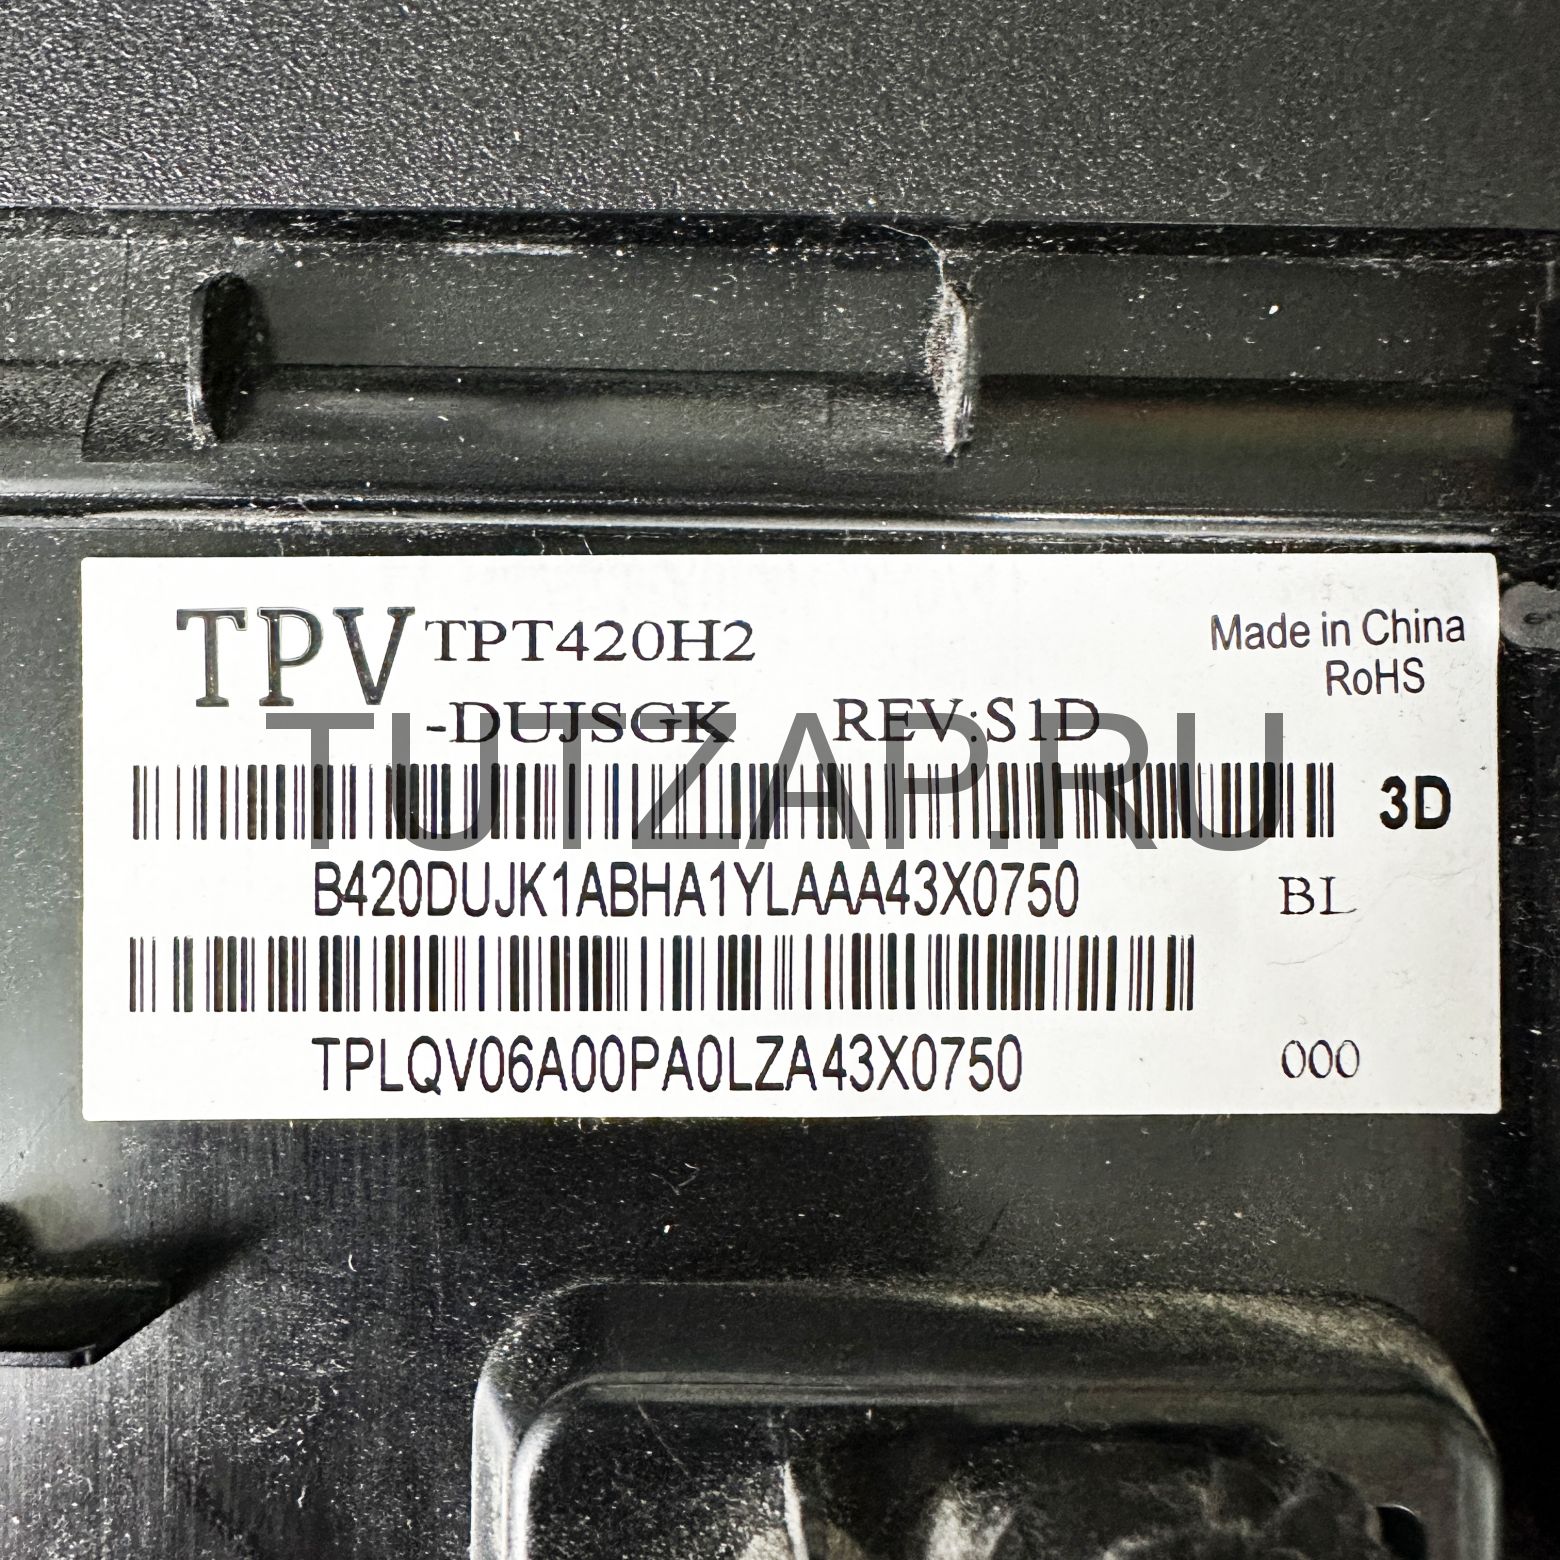 TPV TPT420H2
-DUJSGK REV:S1D
Made in China
RoHS
TUTZAP.RU
3D
B420DUJK1ABHA1YLAAA43X0750 BL
TPLQV06A00PA0LZA43X0750 000